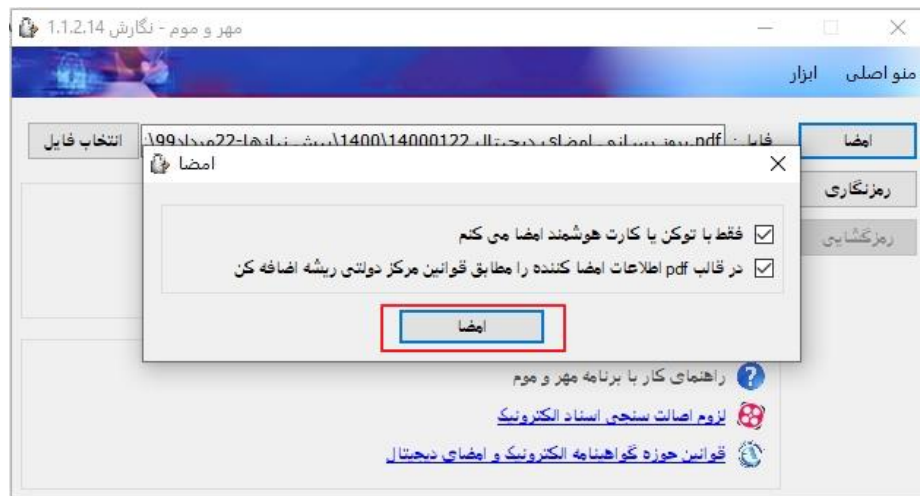 مهر و موم - نگارش 1.1.2.14
منو اصلی ابزار
امضا
رمزنگاری
رمزگشایی
فایل :
انتخاب فایل
امضا
فقط با توکن یا کارت هوشمند امضا می کنم
در قالب pdf اطلاعات امضا کننده را مطابق قوانین مرکز دولتی ریشه اضافه کن
امضا
راهنمای کار با برنامه مهر و موم
لزوم اصالت سنجی اسناد الکترونیک
قوانین حوزه گواهینامه الکترونیک و امضای دیجیتال